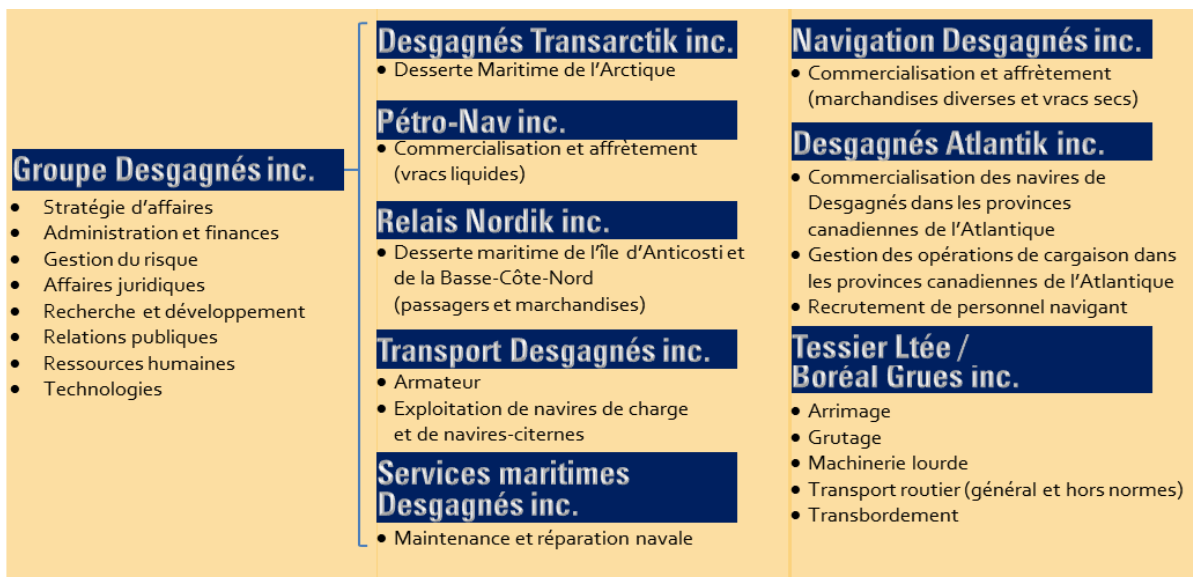 Groupe Desgagnés inc.
• Stratégie d'affaires
• Administration et finances
• Gestion du risque
• Affaires juridiques
• Recherche et développement
• Relations publiques
• Ressources humaines
• Technologies
Desgagnés Transarctik inc.
• Desserte Maritime de l'Arctique
Pétro-Nav inc.
• Commercialisation et affrètement
(vracs liquides)
Relais Nordik inc.
• Desserte maritime de l'île d'Anticosti et
de la Basse-Côte-Nord
(passagers et marchandises)
Transport Desgagnés inc.
• Armateur
• Exploitation de navires de charge
et de navires-citernes
Services maritimes
Desgagnés inc.
• Maintenance et réparation navale
Navigation Desgagnés inc.
• Commercialisation et affrètement
(marchandises diverses et vracs secs)
Desgagnés Atlantik inc.
• Commercialisation des navires de
Desgagnés dans les provinces
canadiennes de l'Atlantique
• Gestion des opérations de cargaison dans
les provinces canadiennes de l'Atlantique
• Recrutement de personnel navigant
Tessier Ltée /
Boréal Grues inc.
• Arrimage
• Grutage
• Machinerie lourde
• Transport routier (général et hors normes)
• Transbordement